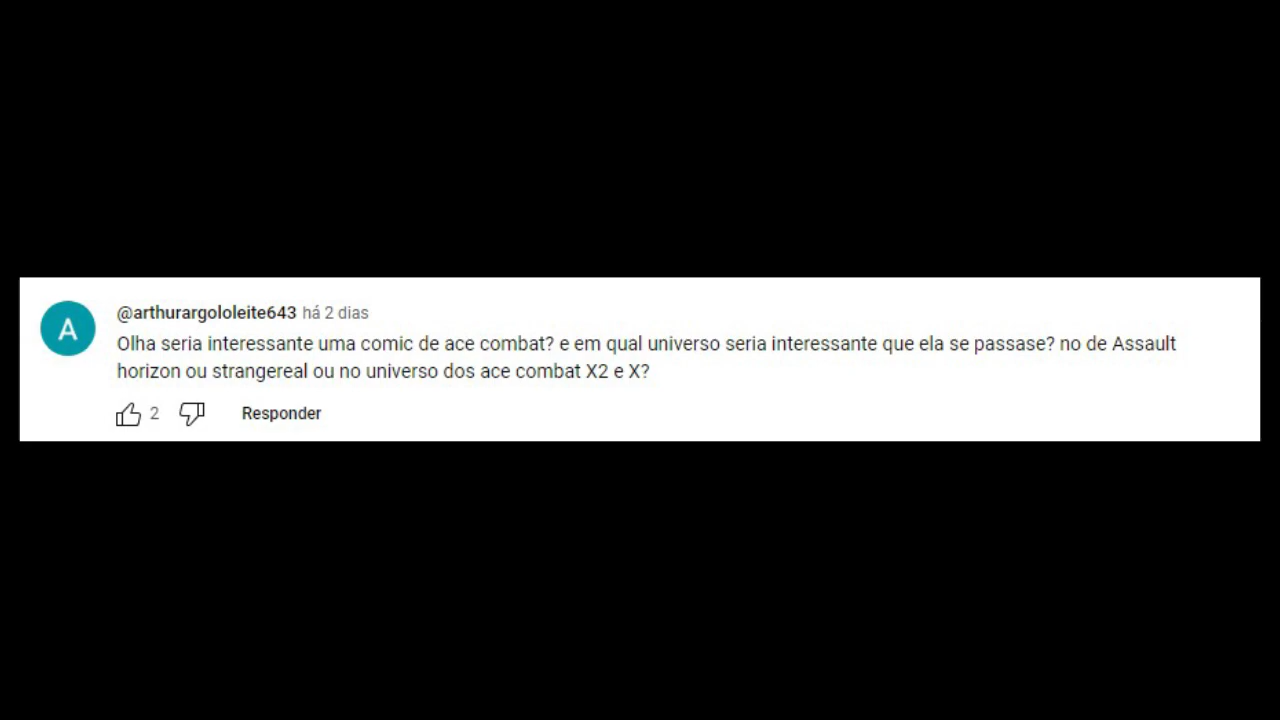 A
@arthurargololeite643 há 2 dias
Olha seria interessante uma comic de ace combat? e em qual universo seria interessante que ela se passase? no de Assault
horizon ou strangereal ou no universo dos ace combat X2 e X?
2 Responder